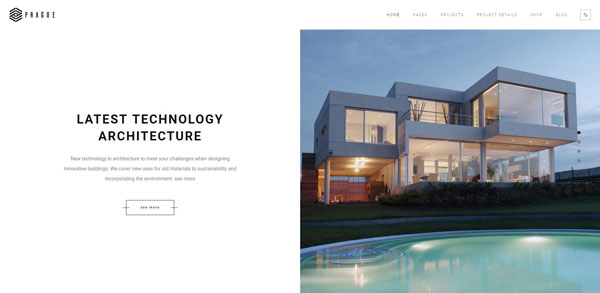 PRAGUE
HOME PAGES PROJECTS PROJECT DETAILS SHOP BLOG
LATEST TECHNOLOGY
ARCHITECTURE
New technology in architecture to meet your challenges when designing
innovative buildings. We cover new uses for old materials to sustainability and
incorporating the environment. see more
see more